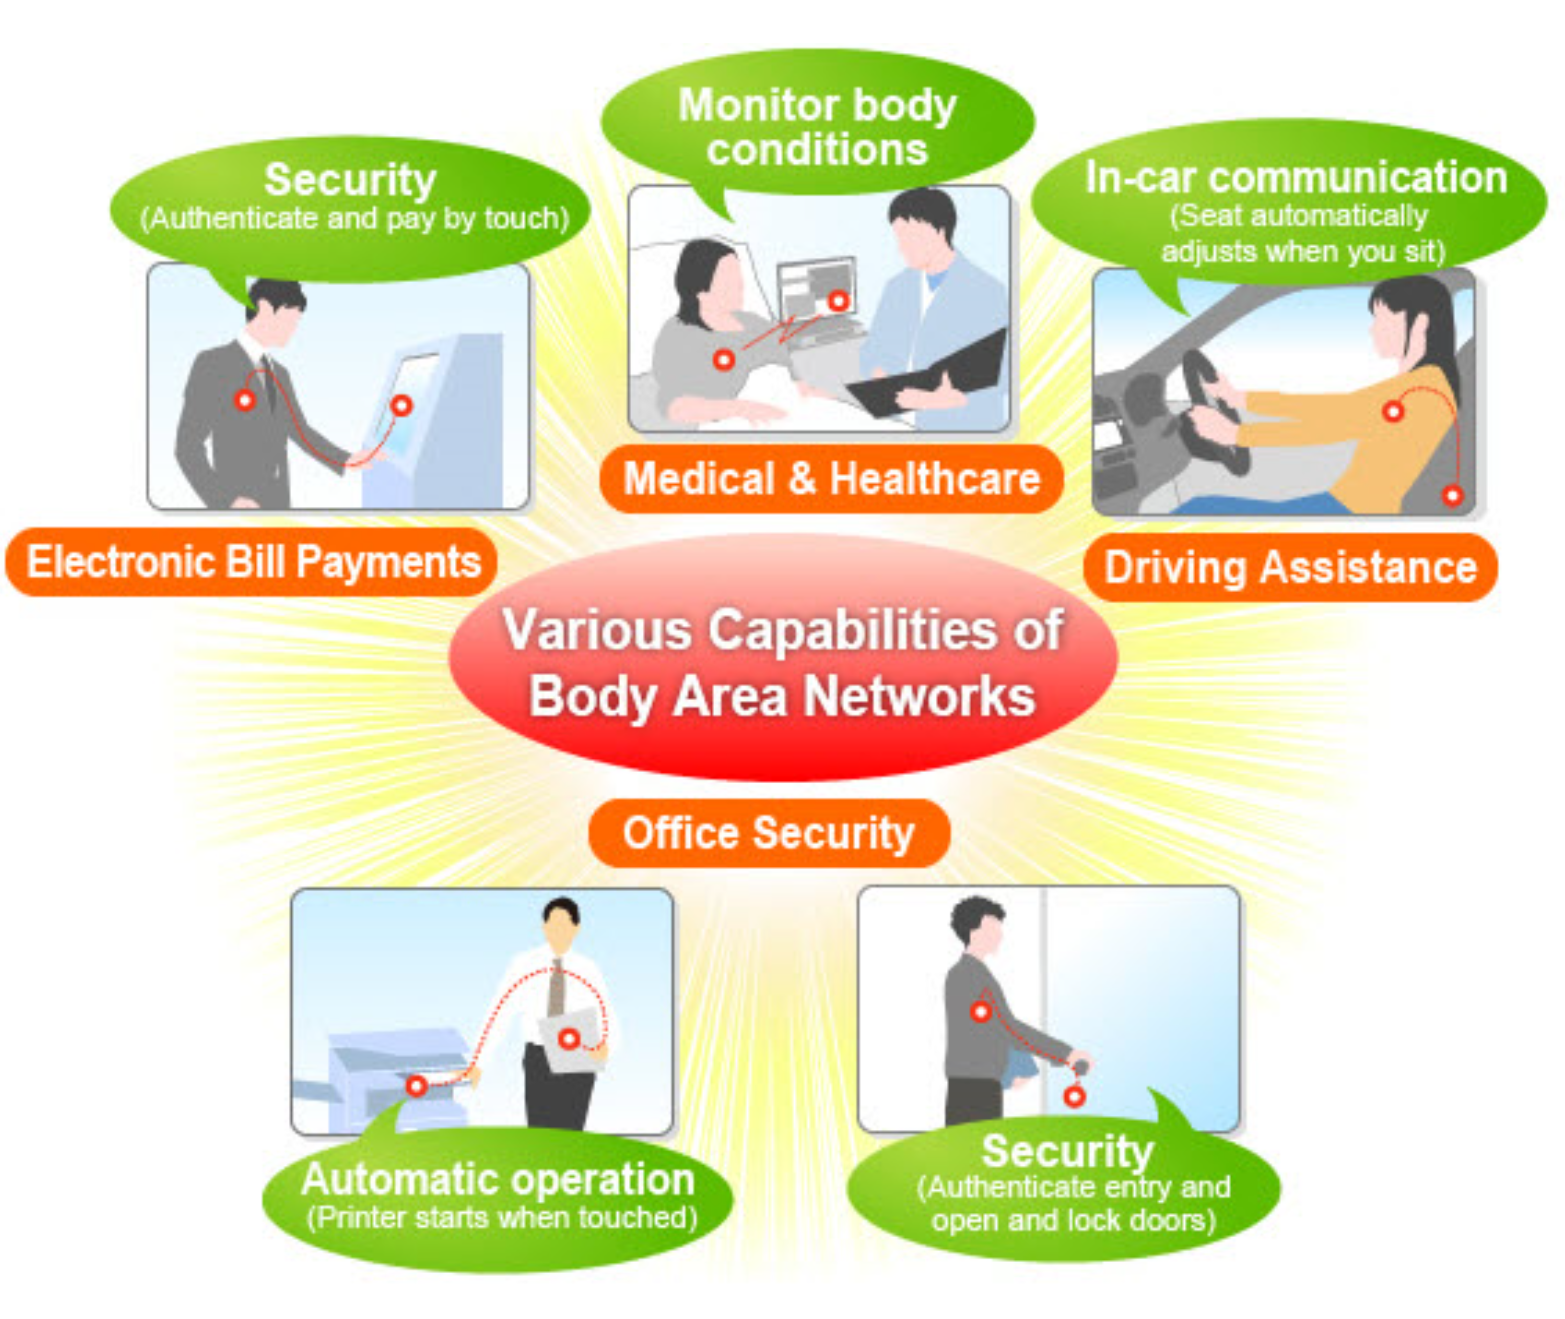 Monitor body
conditions
Security
(Authenticate and pay by touch)
In-car communication
(Seat automatically
adjusts when you sit)
Medical & Healthcare
Electronic Bill Payments
Driving Assistance
Various Capabilities of
Body Area Networks
Office Security
Automatic operation
(Printer starts when touched)
Security
(Authenticate entry and
open and lock doors)